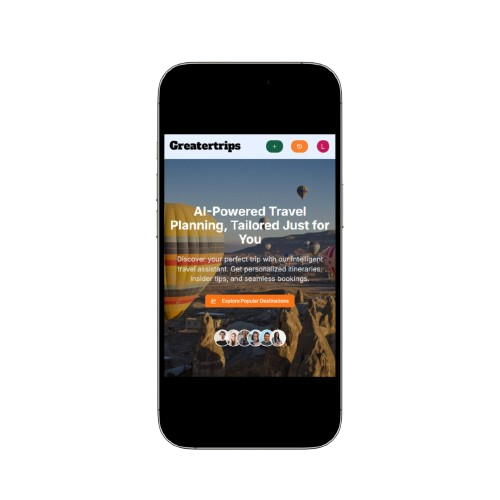 Greatertrips
L
AI-Powered Travel
Planning, Tailored Just for
You
Discover your perfect trip with our intelligent
travel assistant. Get personalized itineraries,
insider tips, and seamless bookings.
Explore Popular Destinations